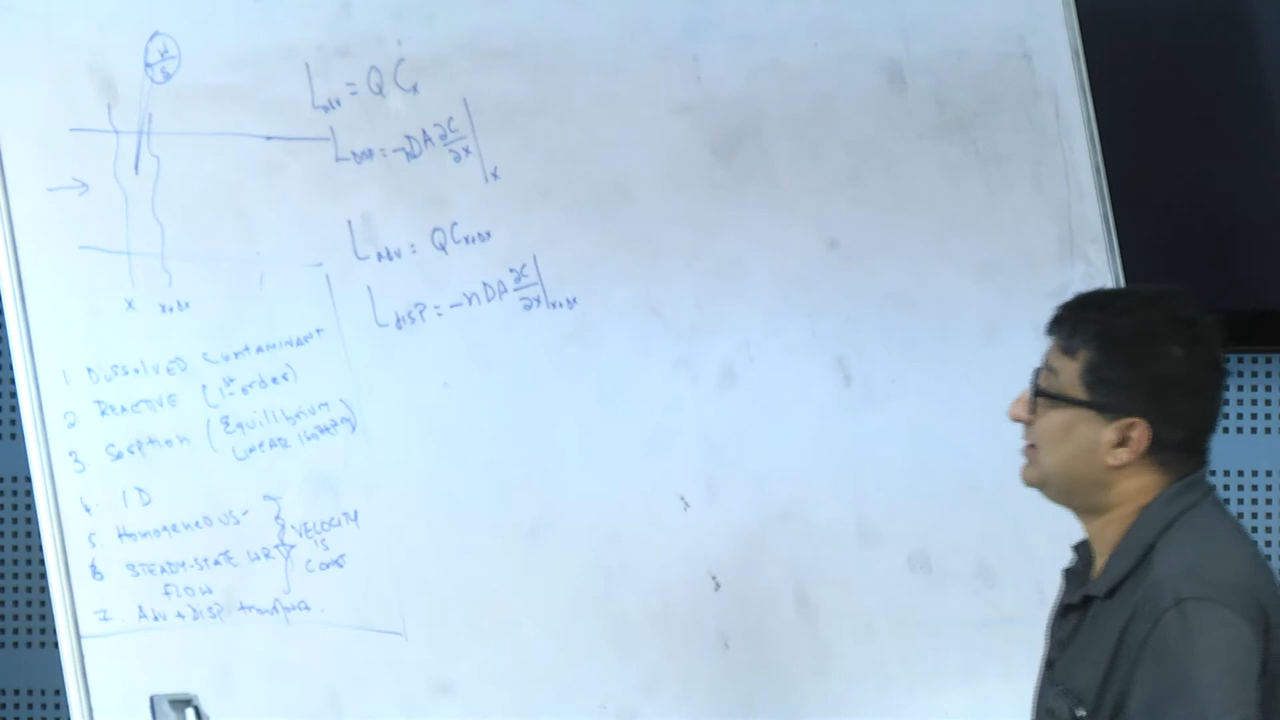 W
S
L_adv = Q C_x
L_DISP = -nDA ∂C/∂x |_x
L_ADV = Q C_x+Δx
L_DISP = -nDA ∂C/∂x |_x+Δx
x x+Δx
1 Dissolved Contaminant
2 Reactive (1st order)
3 Sorption (Equilibrium
LINEAR
4. 1D
5. Homogeneous
6 STEADY-STATE
FLOW
VELOCITY
is
Const
7. Adv + DISP. transport.